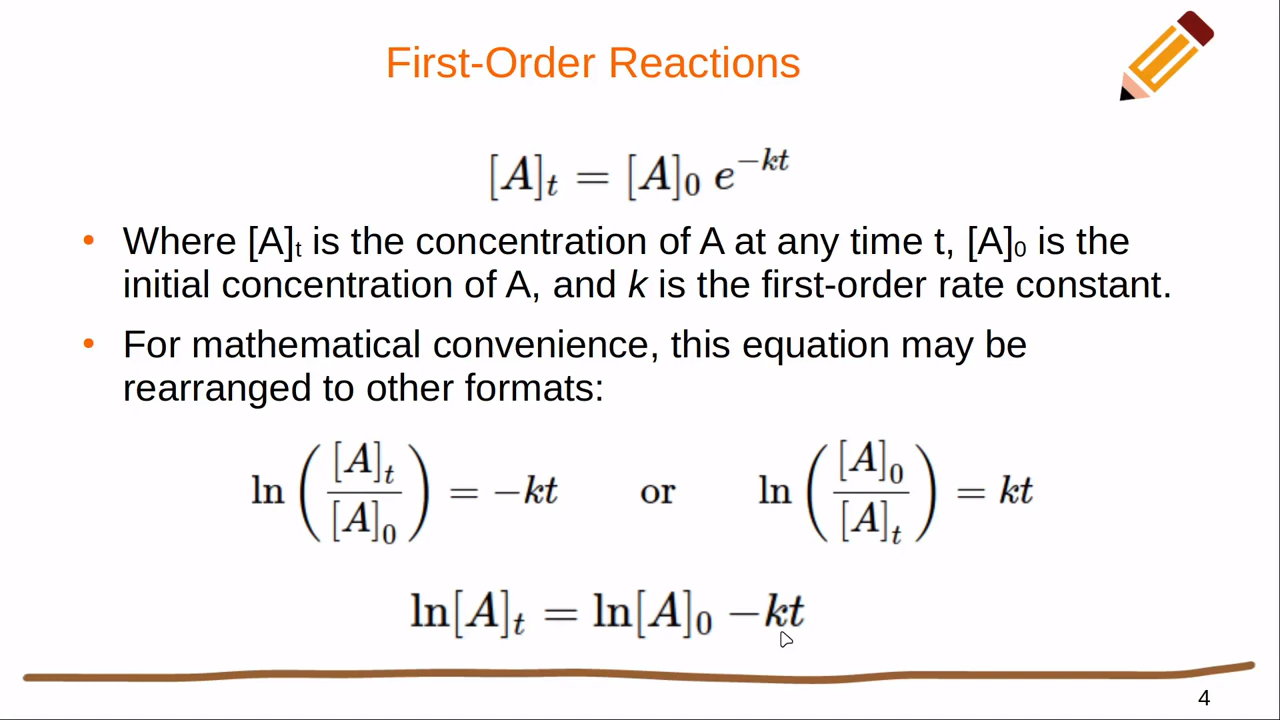 First-Order Reactions
[A]ₜ = [A]₀ e^(−kt)
• Where [A]ₜ is the concentration of A at any time t, [A]₀ is the
initial concentration of A, and k is the first-order rate constant.
• For mathematical convenience, this equation may be
rearranged to other formats:
ln([A]ₜ/[A]₀) = −kt or ln([A]₀/[A]ₜ) = kt
ln[A]ₜ = ln[A]₀ −kt
4